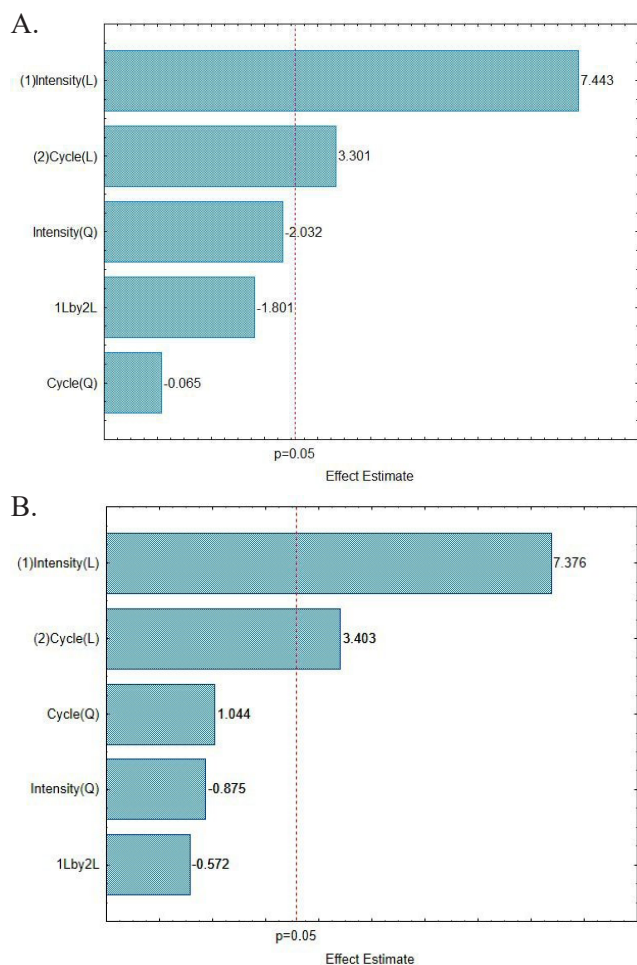 A.
(1)Intensity(L)
7.443
(2)Cycle(L)
3.301
Intensity(Q)
-2.032
1Lby2L
-1.801
Cycle(Q)
-0.065
p=0.05
Effect Estimate
B.
(1)Intensity(L)
7.376
(2)Cycle(L)
3.403
Cycle(Q)
1.044
Intensity(Q)
-0.875
1Lby2L
-0.572
p=0.05
Effect Estimate